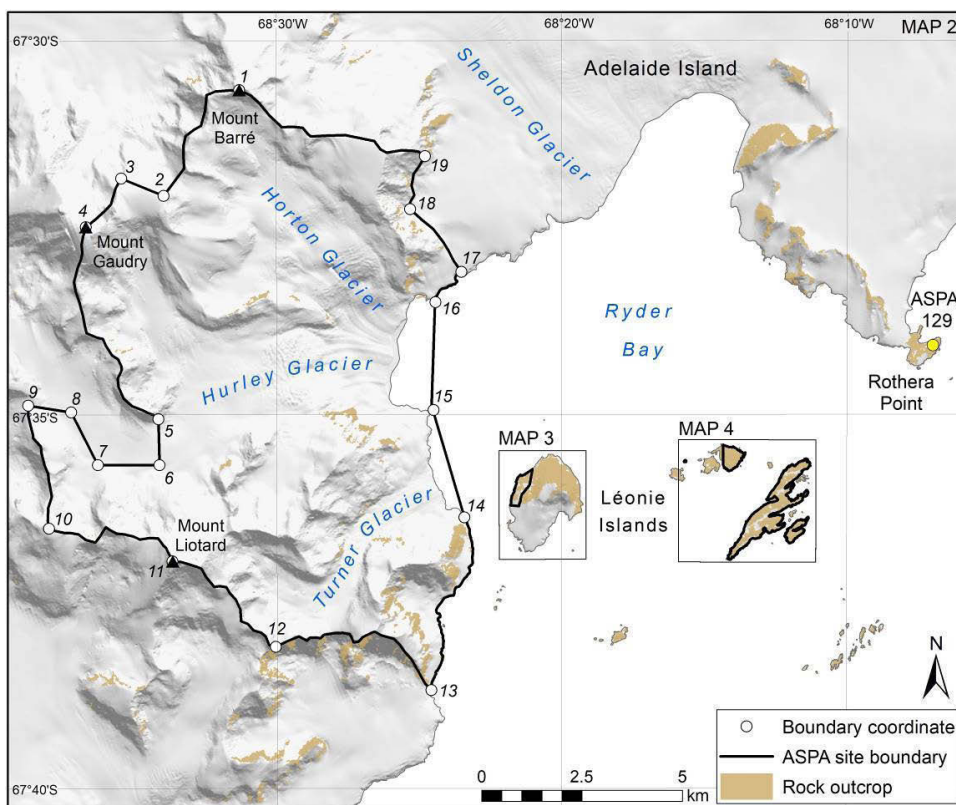 68°30'W
68°20'W
68°10'W
MAP 2
67°30'S
1
Mount
Barré
Sheldon Glacier
Adelaide Island
3
2
19
4
Mount
Gaudry
18
Horton Glacier
17
16
Ryder
Bay
ASPA
129
Rothera
Point
Hurley Glacier
9
8
15
67°35'S
5
7
6
MAP 3
MAP 4
Léonie
Islands
10
14
Mount
Liotard
11
Turner Glacier
12
13
N
Boundary coordinate
ASPA site boundary
Rock outcrop
67°40'S
0 2.5 5
km